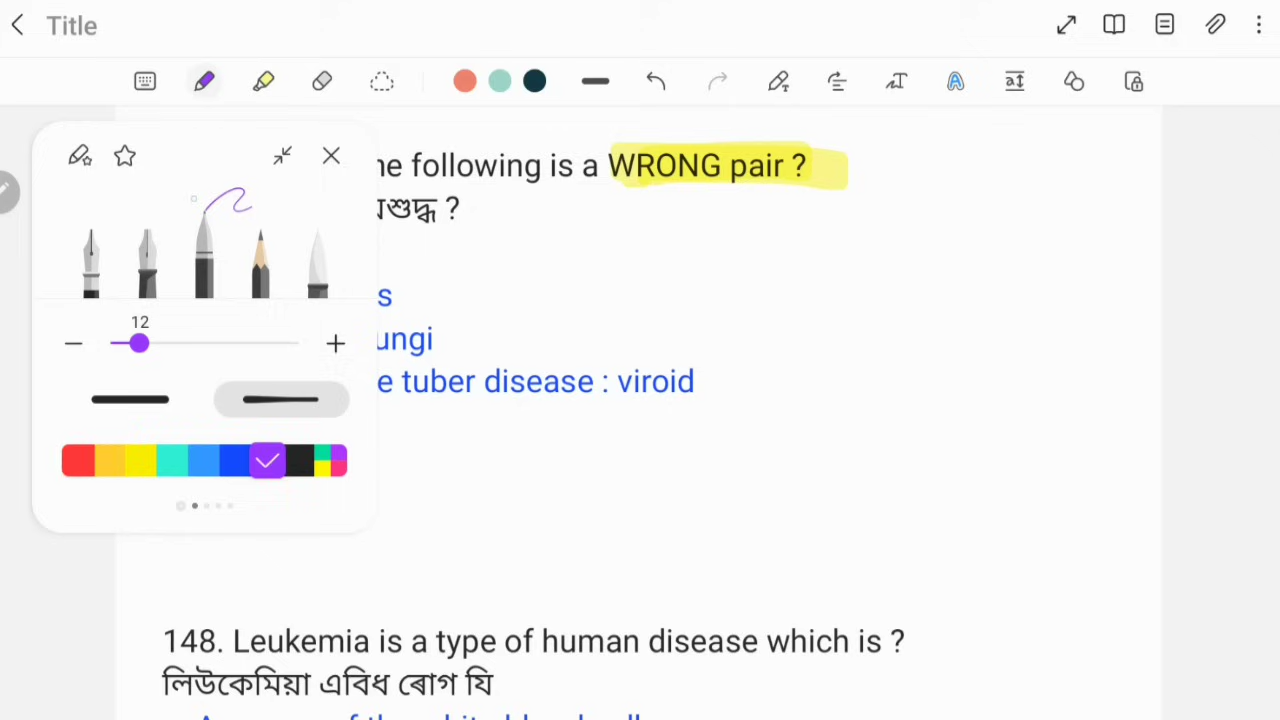 Title
12
he following is a WRONG pair ?
অশুদ্ধ ?
s
ungi
e tuber disease : viroid
148. Leukemia is a type of human disease which is ?
লিউকেমিয়া এবিধ ৰোগ যি